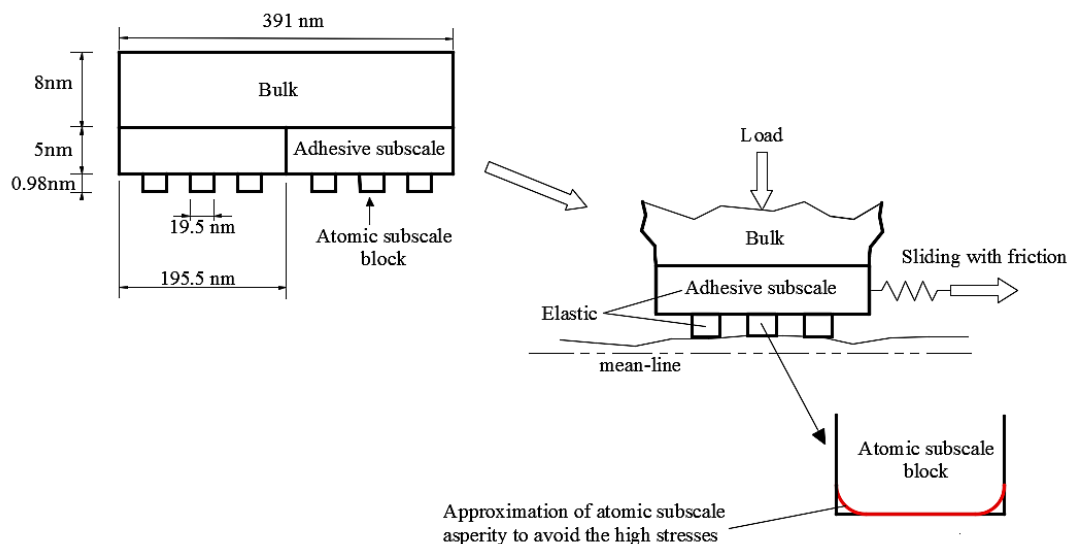 391 nm
8nm
Bulk
5nm
Adhesive subscale
0.98nm
19.5 nm
Atomic subscale
block
195.5 nm
Load
Bulk
Sliding with friction
Adhesive subscale
Elastic
mean-line
Atomic subscale
block
Approximation of atomic subscale
asperity to avoid the high stresses